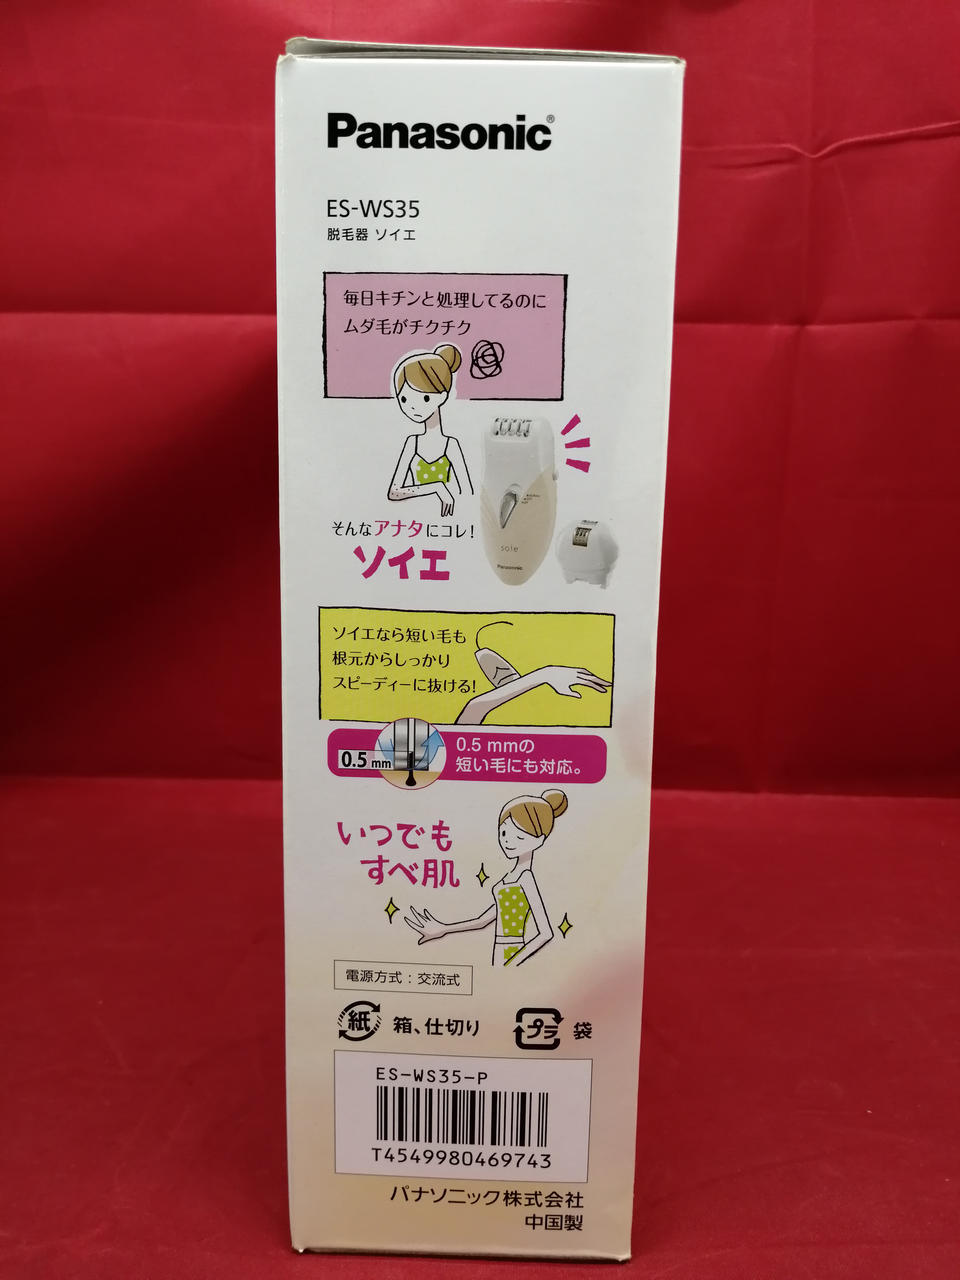 Panasonic®
ES-WS35
脱毛器 ソイエ
毎日キチンと処理してるのに
ムダ毛がチクチク
そんなアナタにコレ!
ソイエ
soie
Panasonic
ソイエなら短い毛も
根元からしっかり
スピーディーに抜ける!
0.5 mm
0.5 mmの
短い毛にも対応。
いつでも
すべ肌
電源方式：交流式
紙 箱、仕切り
プラ 袋
ES-WS35-P
T4549980469743
パナソニック株式会社
中国製